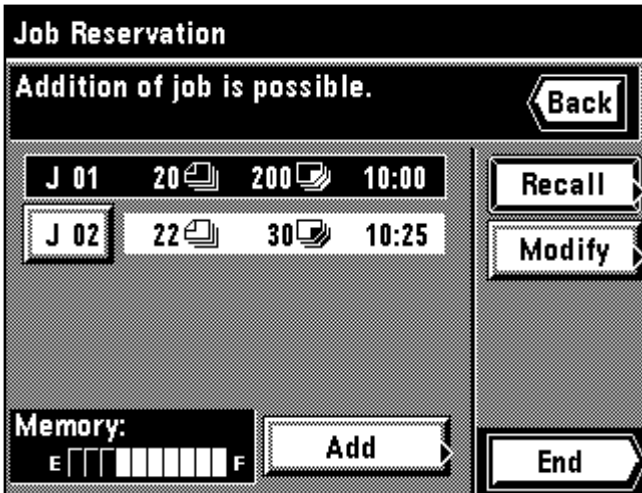 Job Reservation
Addition of job is possible.
Back
J 01 20 200 10:00
Recall
J 02 22 30 10:25
Modify
Memory:
E F
Add
End